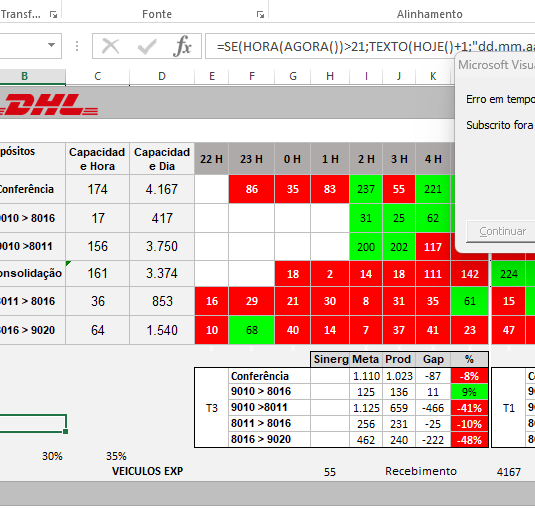 Transf... Fonte Alinhamento
fx =SE(HORA(AGORA())>21;TEXTO(HOJE()+1;"dd.mm.aa
Microsoft Visua
Erro em tempo
Subscrito fora
Continuar
B C D E F G H I J K
DHL
pósitos Capacidad e Hora Capacidad e Dia 22 H 23 H 0 H 1 H 2 H 3 H 4 H
Conferência 174 4.167 86 35 83 237 55 221
9010 > 8016 17 417 31 25 62
9010 >8011 156 3.750 200 202 117
onsolidação 161 3.374 18 2 14 18 111 142 224
8011 > 8016 36 853 16 29 21 30 8 31 35 61 15
8016 > 9020 64 1.540 10 68 40 14 7 37 41 23 47
Sinerg Meta Prod Gap %
Conferência 1.110 1.023 -87 -8%
9010 > 8016 125 136 11 9%
T3 9010 >8011 1.125 659 -466 -41% T1
8011 > 8016 256 231 -25 -10%
8016 > 9020 462 240 -222 -48%
30% 35%
VEICULOS EXP 55 Recebimento 4167